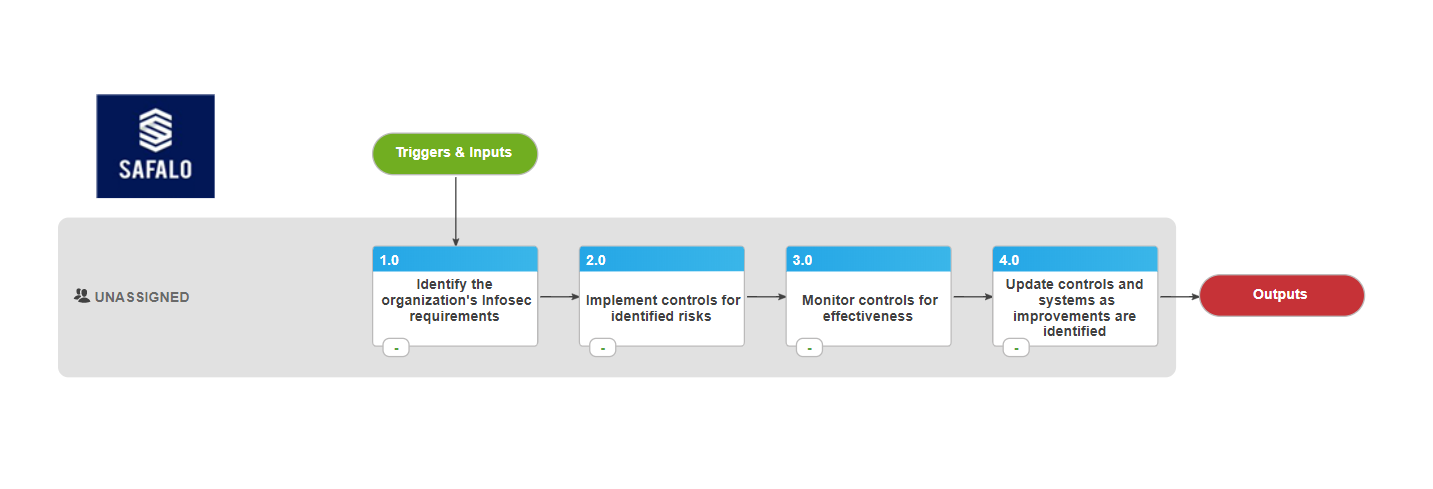 SAFALO
Triggers & Inputs
UNASSIGNED
1.0
Identify the
organization's Infosec
requirements
-
2.0
Implement controls for
identified risks
-
3.0
Monitor controls for
effectiveness
-
4.0
Update controls and
systems as
improvements are
identified
-
Outputs